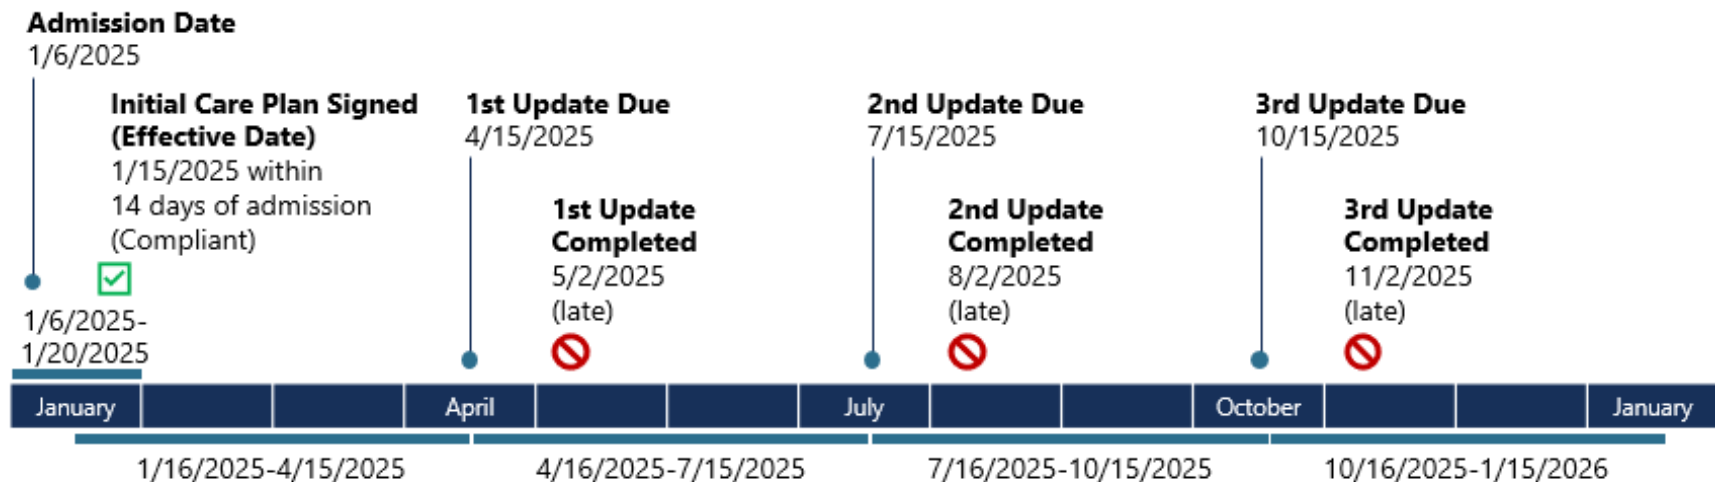 Admission Date
1/6/2025
Initial Care Plan Signed
(Effective Date)
1/15/2025 within
14 days of admission
(Compliant)
1st Update Due
4/15/2025
2nd Update Due
7/15/2025
3rd Update Due
10/15/2025
1st Update
Completed
5/2/2025
(late)
2nd Update
Completed
8/2/2025
(late)
3rd Update
Completed
11/2/2025
(late)
1/6/2025-
1/20/2025
January
April
July
October
January
1/16/2025-4/15/2025
4/16/2025-7/15/2025
7/16/2025-10/15/2025
10/16/2025-1/15/2026